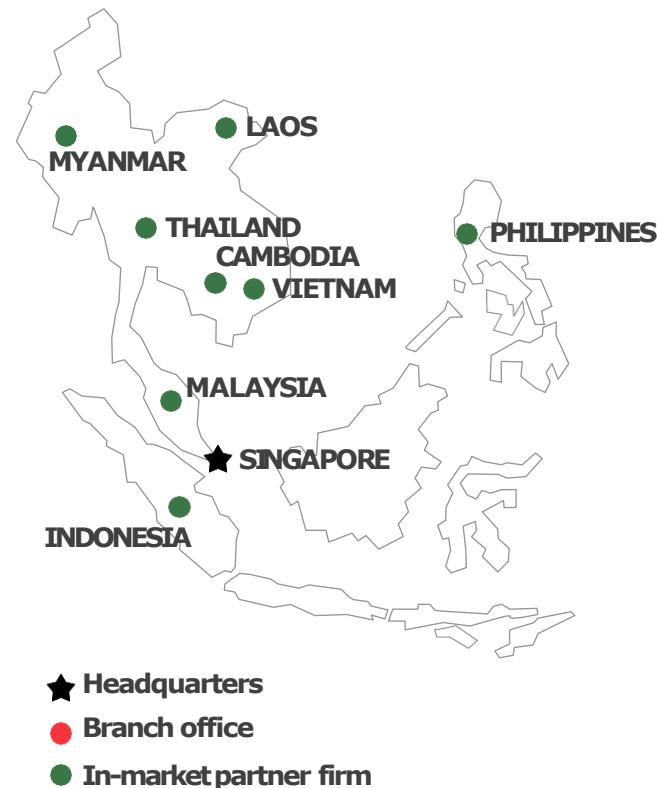 LAOS
MYANMAR
THAILAND
PHILIPPINES
CAMBODIA
VIETNAM
MALAYSIA
SINGAPORE
INDONESIA
Headquarters
Branch office
In-market partner firm